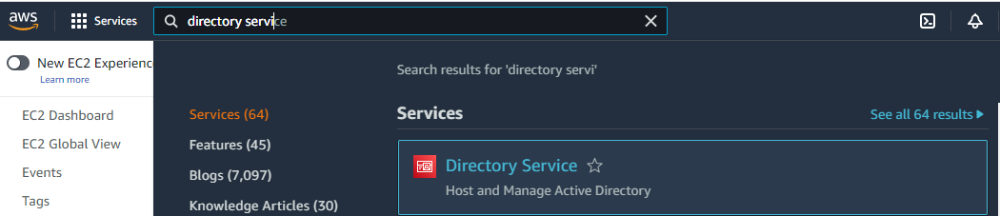 aws
Services
directory service
New EC2 Experience
Learn more
EC2 Dashboard
EC2 Global View
Events
Tags
Search results for 'directory servi'
Services (64)
Features (45)
Blogs (7,097)
Knowledge Articles (30)
Services
See all 64 results
Directory Service
Host and Manage Active Directory